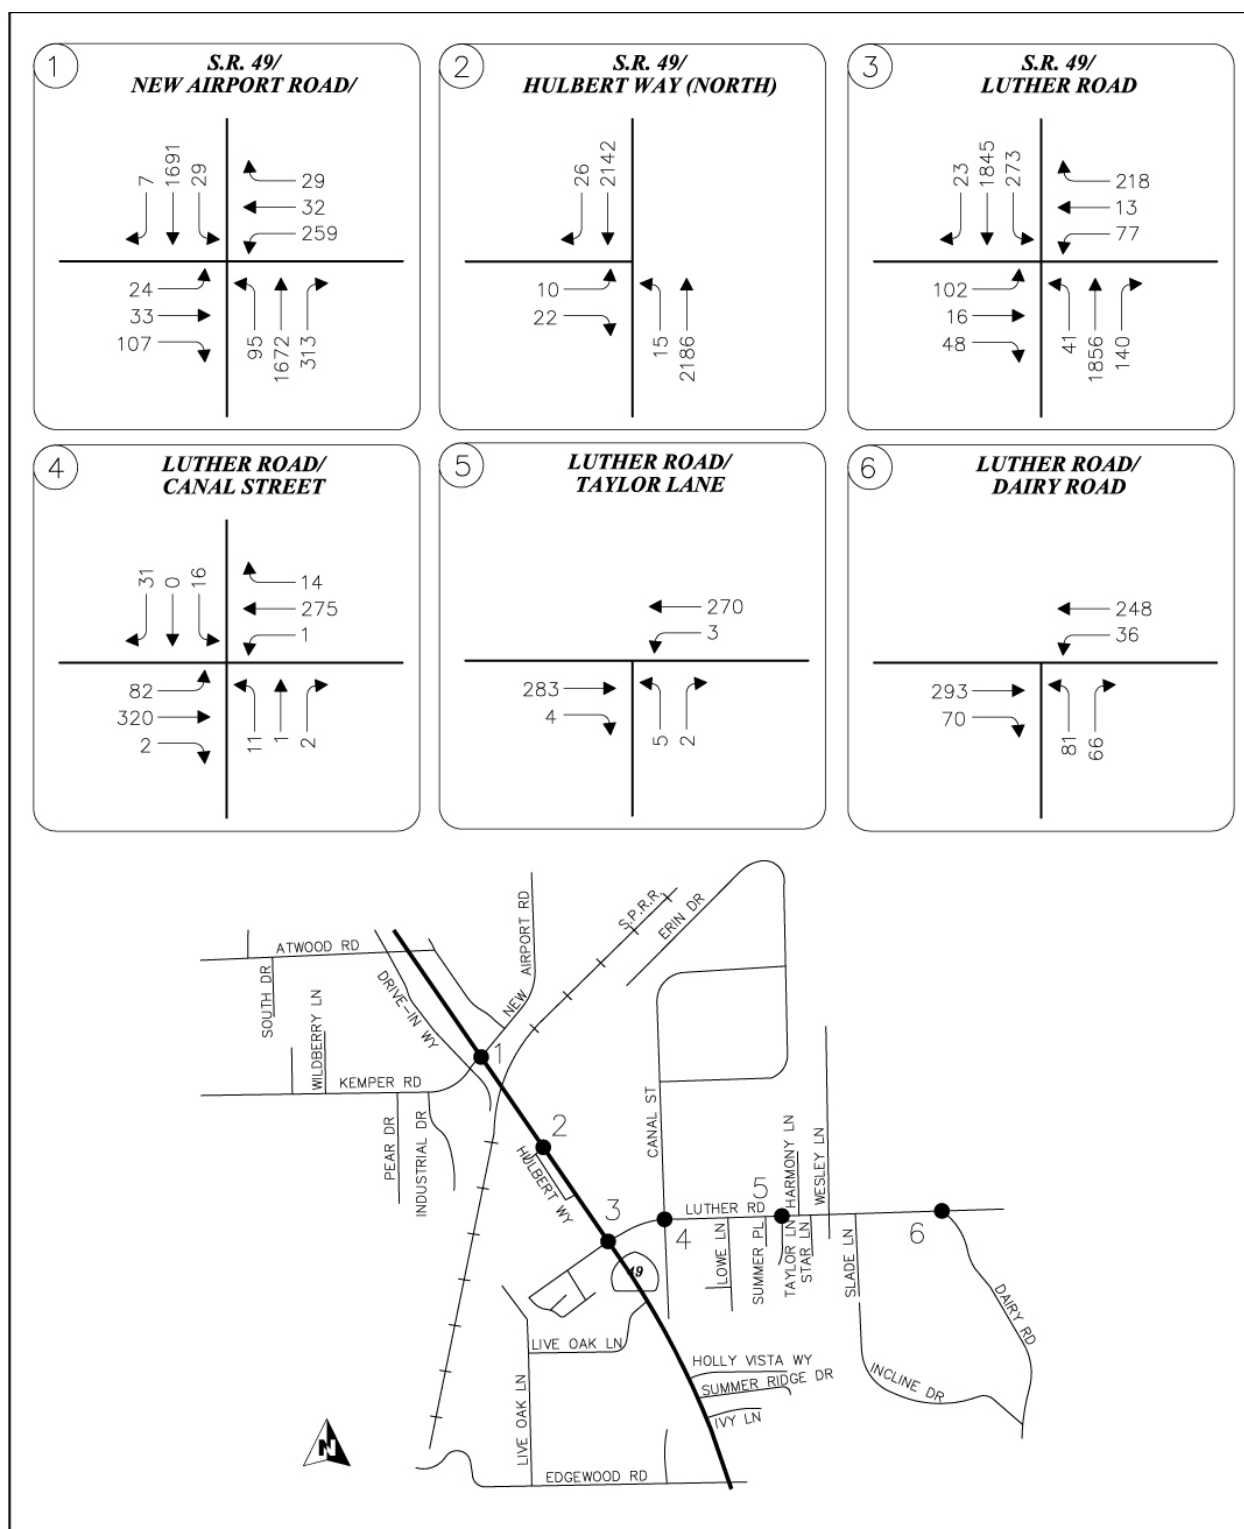 1
S.R. 49/
NEW AIRPORT ROAD/
7
1691
29
29
32
259
24
33
107
95
1672
313
2
S.R. 49/
HULBERT WAY (NORTH)
26
2142
10
22
15
2186
3
S.R. 49/
LUTHER ROAD
23
1845
273
218
13
77
102
16
48
41
1856
140
4
LUTHER ROAD/
CANAL STREET
31
0
16
14
275
1
82
320
2
11
1
2
5
LUTHER ROAD/
TAYLOR LANE
270
3
283
4
5
2
6
LUTHER ROAD/
DAIRY ROAD
248
36
293
70
81
66
ATWOOD RD
SOUTH DR
WILDBERRY LN
DRIVE-IN WY
NEW AIRPORT RD
S.P.R.R.
ERIN DR
KEMPER RD
PEAR DR
INDUSTRIAL DR
1
2
HULBERT WY
3
CANAL ST
4
LUTHER RD
5
HARMONY LN
WESLEY LN
6
LOWE LN
SUMMER PL
TAYLOR LN
STAR LN
SLADE LN
DAIRY RD
49
LIVE OAK LN
LIVE OAK LN
HOLLY VISTA WY
SUMMER RIDGE DR
IVY LN
INCLINE DR
EDGEWOOD RD
N